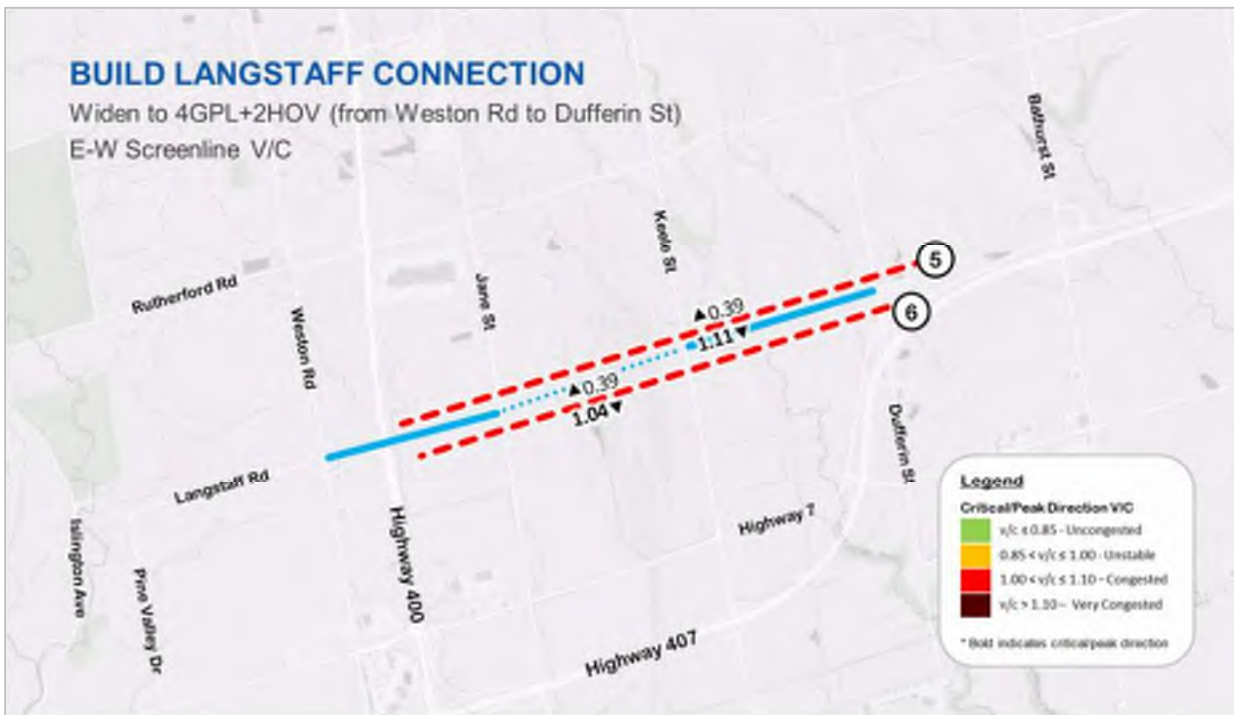 BUILD LANGSTAFF CONNECTION
Widen to 4GPL+2HOV (from Weston Rd to Dufferin St)
E-W Screenline V/C
Bathurst St
Keele St
Rutherford Rd
Jane St
Weston Rd
5
6
▲0.39
1.11▼
▲0.39
1.04▼
Dufferin St
Langstaff Rd
Highway 400
Highway 7
Islington Ave
Pine Valley Dr
Highway 407
Legend
Critical/Peak Direction V/C
v/c ≤ 0.85 - Uncongested
0.85 < v/c ≤ 1.00 - Unstable
1.00 < v/c ≤ 1.10 – Congested
v/c > 1.10 – Very Congested
* Bold indicates critical/peak direction